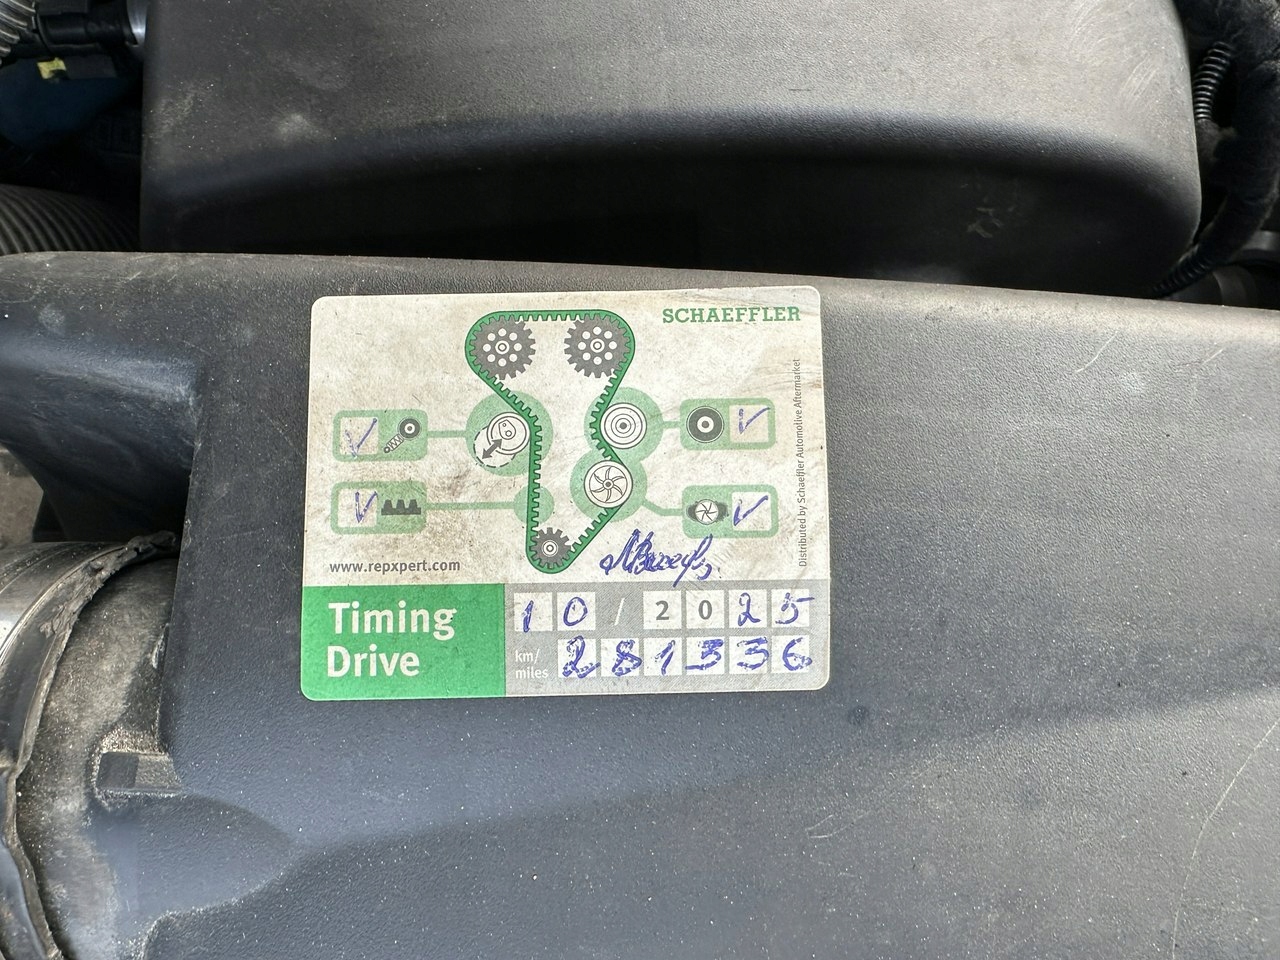 SCHAEFFLER
Distributed by Schaeffler Automotive Aftermarket
www.repxpert.com
Timing
Drive
10 / 2025
km/
miles
281336